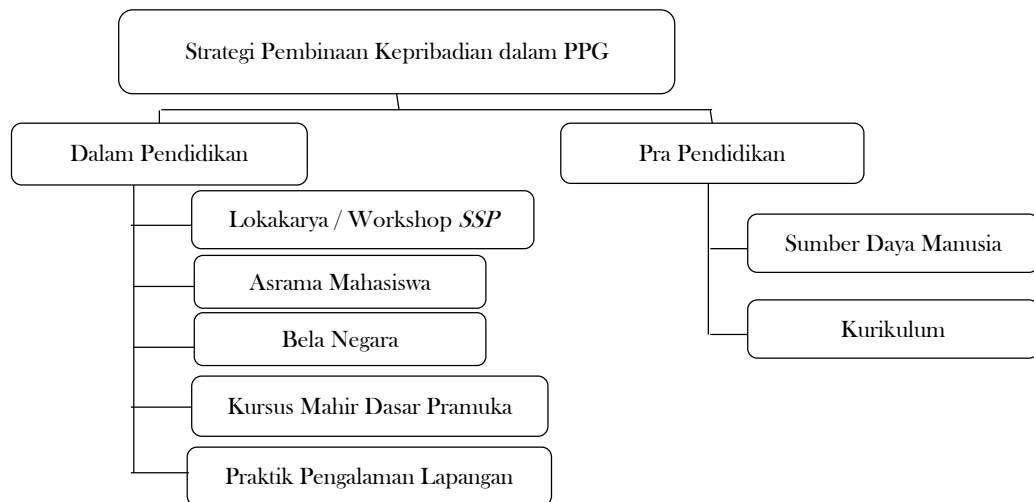 Strategi Pembinaan Kepribadian dalam PPG
Dalam Pendidikan
Pra Pendidikan
Lokakarya / Workshop SSP
Asrama Mahasiswa
Bela Negara
Kursus Mahir Dasar Pramuka
Praktik Pengalaman Lapangan
Sumber Daya Manusia
Kurikulum